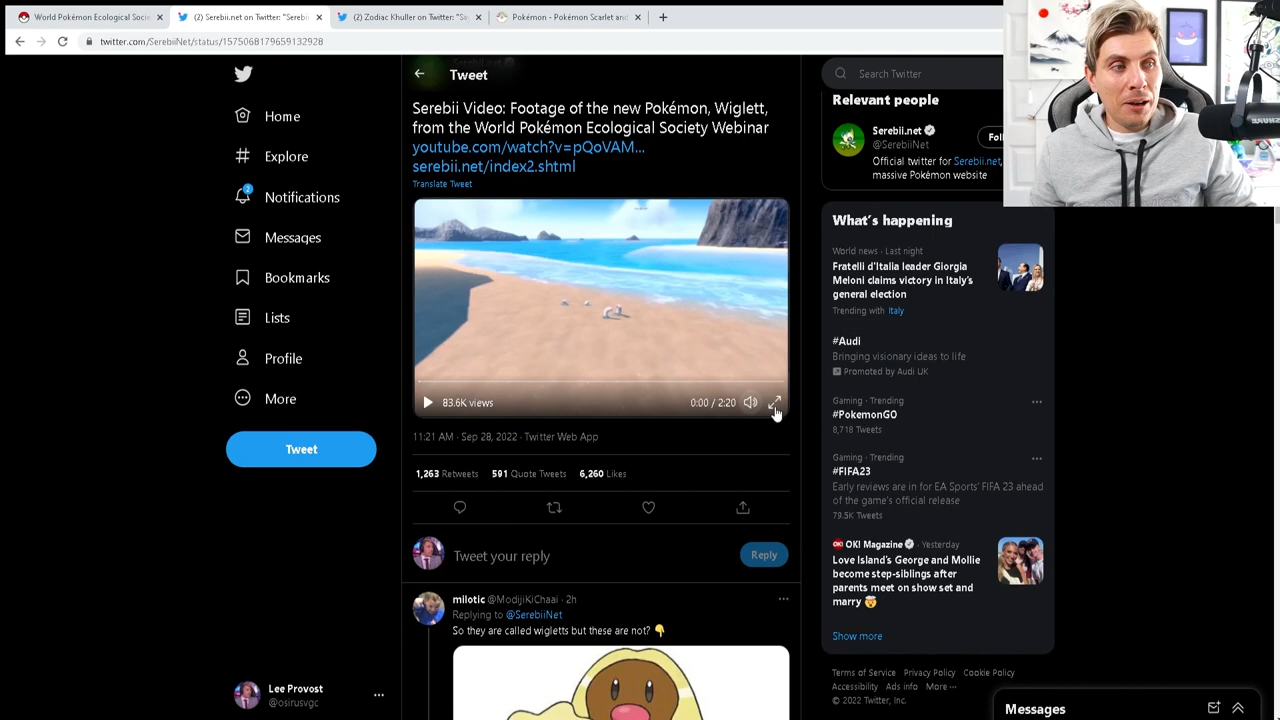 World Pokémon Ecological Socie
(2) Serebii.net on Twitter: "Serebi
(2) Zodiac Khuller on Twitter: "Si
Pokémon - Pokémon Scarlet and
twitter.com/SerebiiNet/status/1575068179659132928
Home
Explore
2
Notifications
Messages
Bookmarks
Lists
Profile
More
Tweet
Lee Provost
@osirusvgc
Tweet
Serebii Video: Footage of the new Pokémon, Wiglett,
from the World Pokémon Ecological Society Webinar
youtube.com/watch?v=pQoVAM...
serebii.net/index2.shtml
Translate Tweet
83.6K views
0:00 / 2:20
11:21 AM · Sep 28, 2022 · Twitter Web App
1,263 Retweets 591 Quote Tweets 6,260 Likes
Tweet your reply
Reply
milotic @ModijiKiChaai · 2h
Replying to @SerebiiNet
So they are called wigletts but these are not? 👇
Search Twitter
Relevant people
Serebii.net
@SerebiiNet
Foll
Official twitter for Serebii.net,
massive Pokémon website
What's happening
World news · Last night
Fratelli d'Italia leader Giorgia
Meloni claims victory in Italy's
general election
Trending with Italy
#Audi
Bringing visionary ideas to life
Promoted by Audi UK
Gaming · Trending
#PokemonGO
8,718 Tweets
Gaming · Trending
#FIFA23
Early reviews are in for EA Sports' FIFA 23 ahead
of the game's official release
79.5K Tweets
OK! Magazine · Yesterday
Love Island's George and Mollie
become step-siblings after
parents meet on show set and
marry 🤯
Show more
Terms of Service Privacy Policy Cookie Policy
Accessibility Ads info More ···
© 2022 Twitter, Inc.
Messages
SHURE